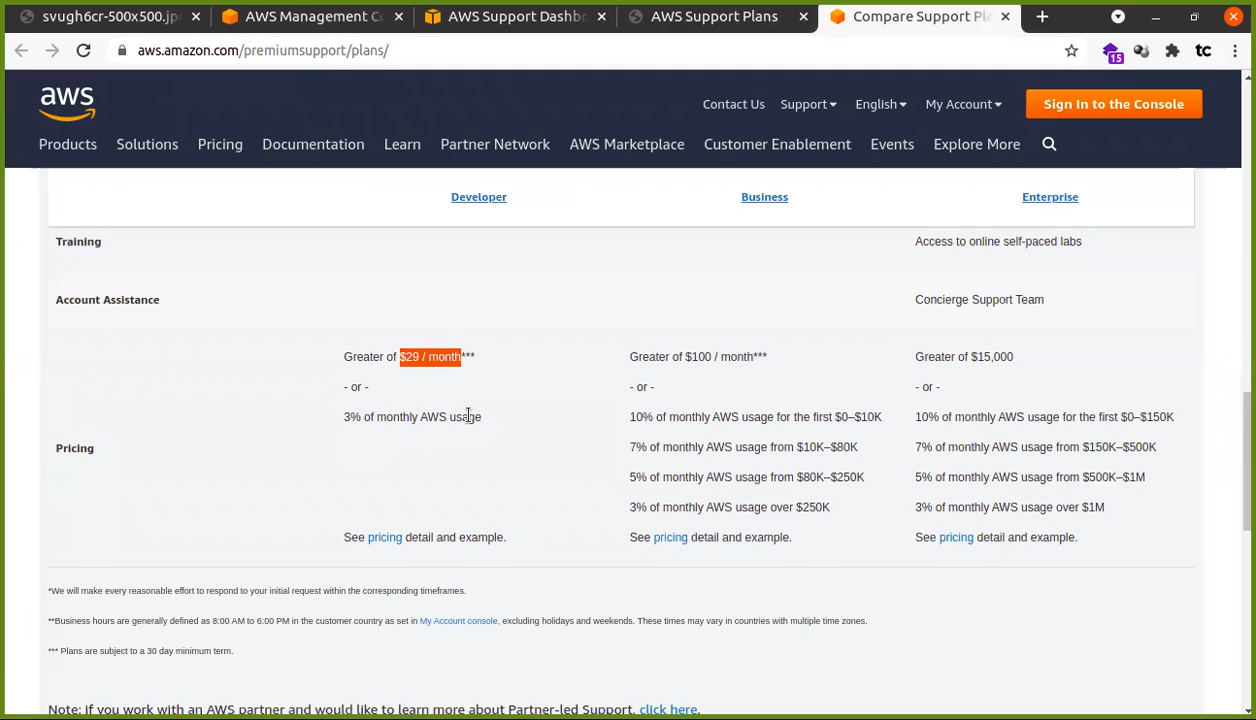 svugh6cr-500x500.jp
AWS Management Co
AWS Support Dashb
AWS Support Plans
Compare Support Pl
aws.amazon.com/premiumsupport/plans/
15
tc
aws
Contact Us
Support
English
My Account
Sign In to the Console
Products
Solutions
Pricing
Documentation
Learn
Partner Network
AWS Marketplace
Customer Enablement
Events
Explore More
Developer
Business
Enterprise
Training
Access to online self-paced labs
Account Assistance
Concierge Support Team
Pricing
Greater of $29 / month***
- or -
3% of monthly AWS usage
See pricing detail and example.
Greater of $100 / month***
- or -
10% of monthly AWS usage for the first $0–$10K
7% of monthly AWS usage from $10K–$80K
5% of monthly AWS usage from $80K–$250K
3% of monthly AWS usage over $250K
See pricing detail and example.
Greater of $15,000
- or -
10% of monthly AWS usage for the first $0–$150K
7% of monthly AWS usage from $150K–$500K
5% of monthly AWS usage from $500K–$1M
3% of monthly AWS usage over $1M
See pricing detail and example.
*We will make every reasonable effort to respond to your initial request within the corresponding timeframes.
**Business hours are generally defined as 8:00 AM to 6:00 PM in the customer country as set in My Account console, excluding holidays and weekends. These times may vary in countries with multiple time zones.
*** Plans are subject to a 30 day minimum term.
Note: if you work with an AWS partner and would like to learn more about Partner-led Support, click here.